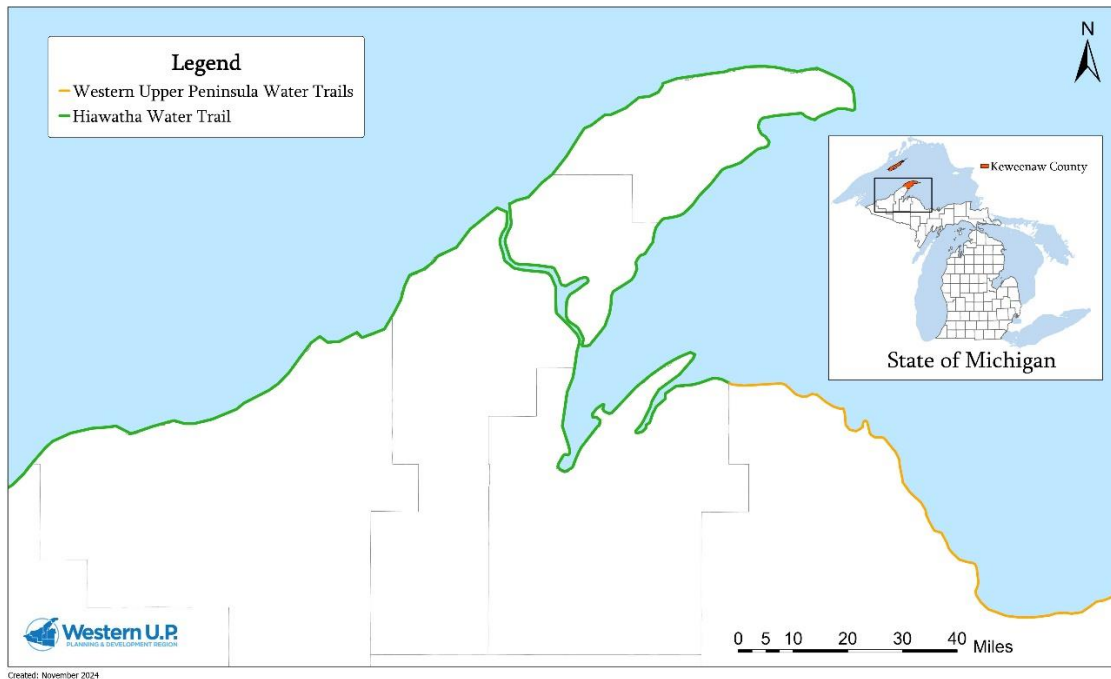 Legend
Western Upper Peninsula Water Trails
Hiawatha Water Trail
N
Keweenaw County
State of Michigan
Western U.P.
PLANNING & DEVELOPMENT REGION
0 5 10 20 30 40 Miles
Created: November 2024